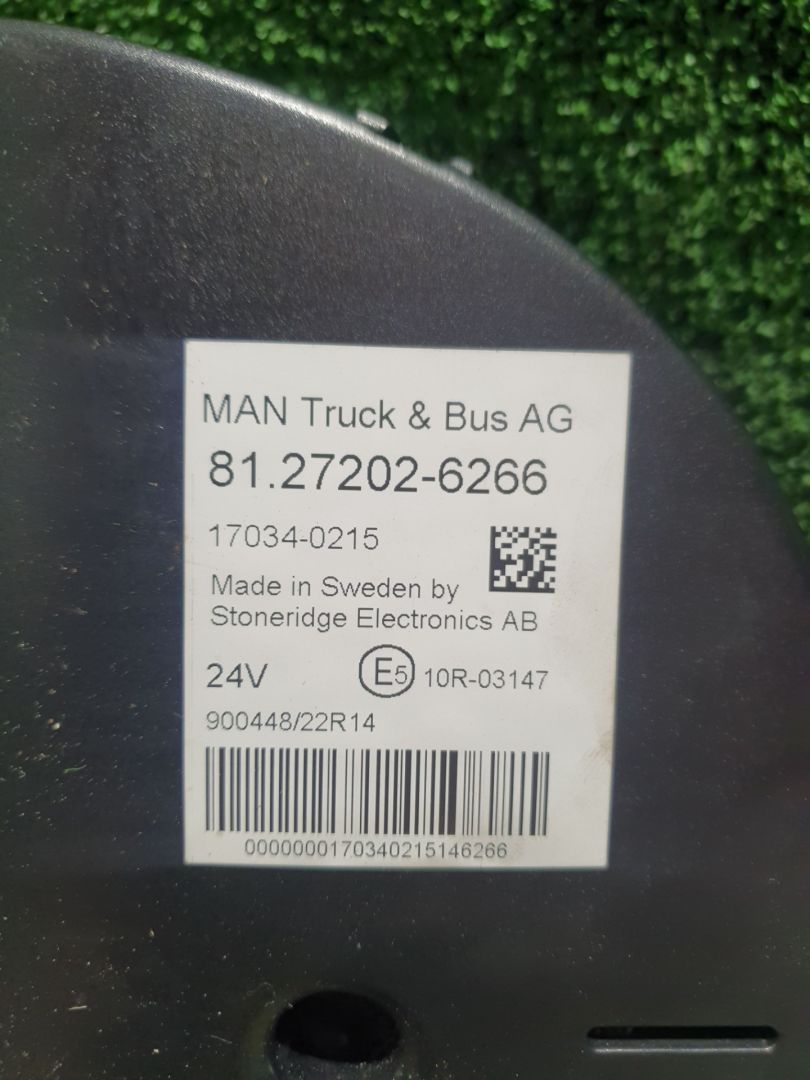 MAN Truck & Bus AG
81.27202-6266
17034-0215
Made in Sweden by
Stoneridge Electronics AB
24V E5 10R-03147
900448/22R14
0000000170340215146266